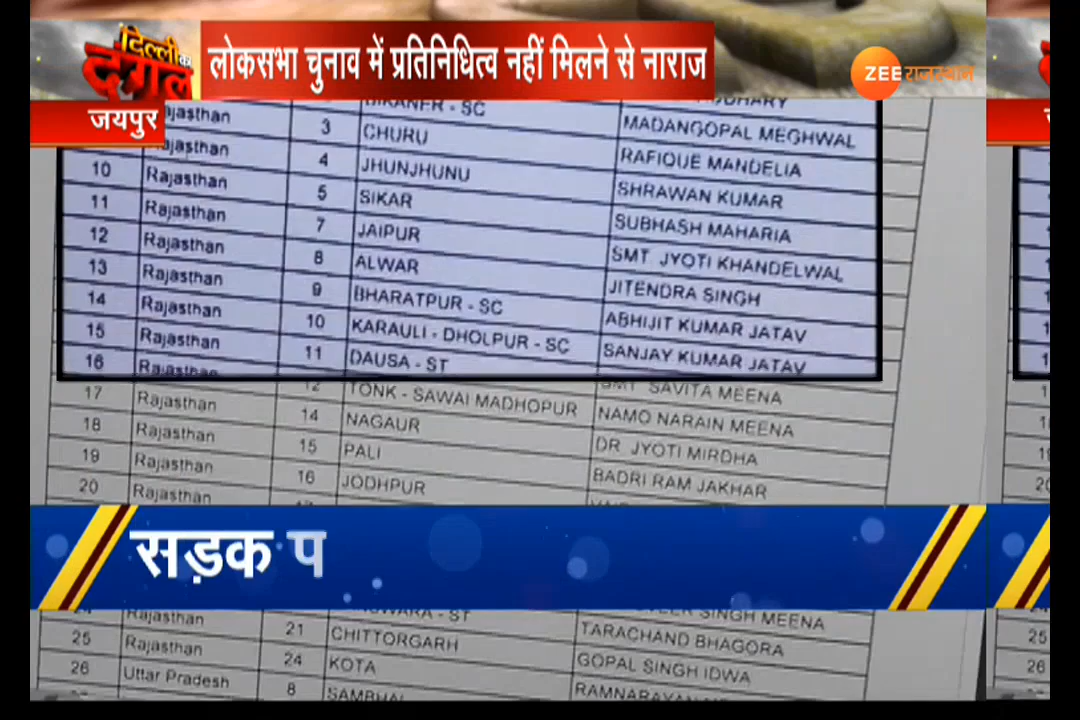 दिल्ली का
दंगल
लोकसभा चुनाव में प्रतिनिधित्व नहीं मिलने से नाराज
ZEE राजस्थान
जयपुर
BIKANER - SC MADANGOPAL MEGHWAL
Rajasthan 3 CHURU RAFIQUE MANDELIA
Rajasthan 4 JHUNJHUNU SHRAWAN KUMAR
10 Rajasthan 5 SIKAR SUBHASH MAHARIA
11 Rajasthan 7 JAIPUR SMT. JYOTI KHANDELWAL
12 Rajasthan 8 ALWAR JITENDRA SINGH
13 Rajasthan 9 BHARATPUR - SC ABHIJIT KUMAR JATAV
14 Rajasthan 10 KARAULI - DHOLPUR - SC SANJAY KUMAR JATAV
15 Rajasthan 11 DAUSA - ST SMT. SAVITA MEENA
16 Rajasthan 12 TONK - SAWAI MADHOPUR NAMO NARAIN MEENA
17 Rajasthan 14 NAGAUR DR. JYOTI MIRDHA
18 Rajasthan 15 PALI BADRI RAM JAKHAR
19 Rajasthan 16 JODHPUR
20 Rajasthan
सड़क प
SINGH MEENA
- ST TARACHAND BHAGORA
Rajasthan 21 CHITTORGARH GOPAL SINGH IDWA
25 Rajasthan 24 KOTA RAMNARAYAN
26 Uttar Pradesh 8 SAMBHAL